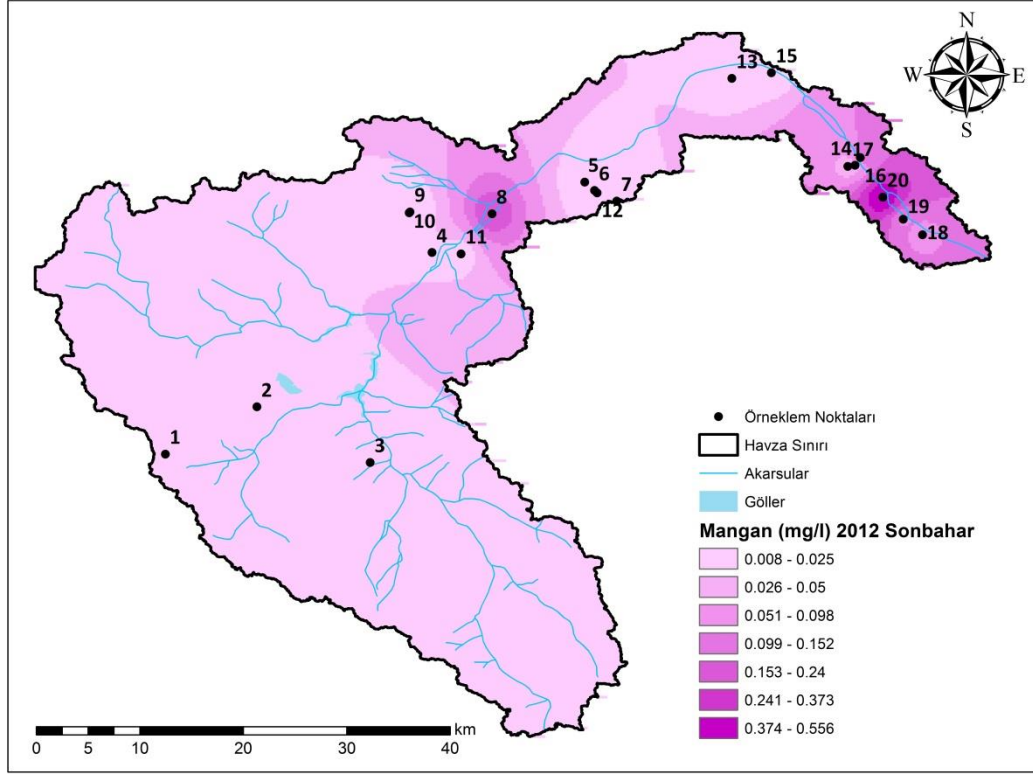 N
W
E
S
13
15
14
17
16
20
19
18
5
6
7
12
8
9
10
4
11
2
1
3
Örneklem Noktaları
Havza Sınırı
Akarsular
Göller
Mangan (mg/l) 2012 Sonbahar
0.008 - 0.025
0.026 - 0.05
0.051 - 0.098
0.099 - 0.152
0.153 - 0.24
0.241 - 0.373
0.374 - 0.556
km
0 5 10 20 30 40